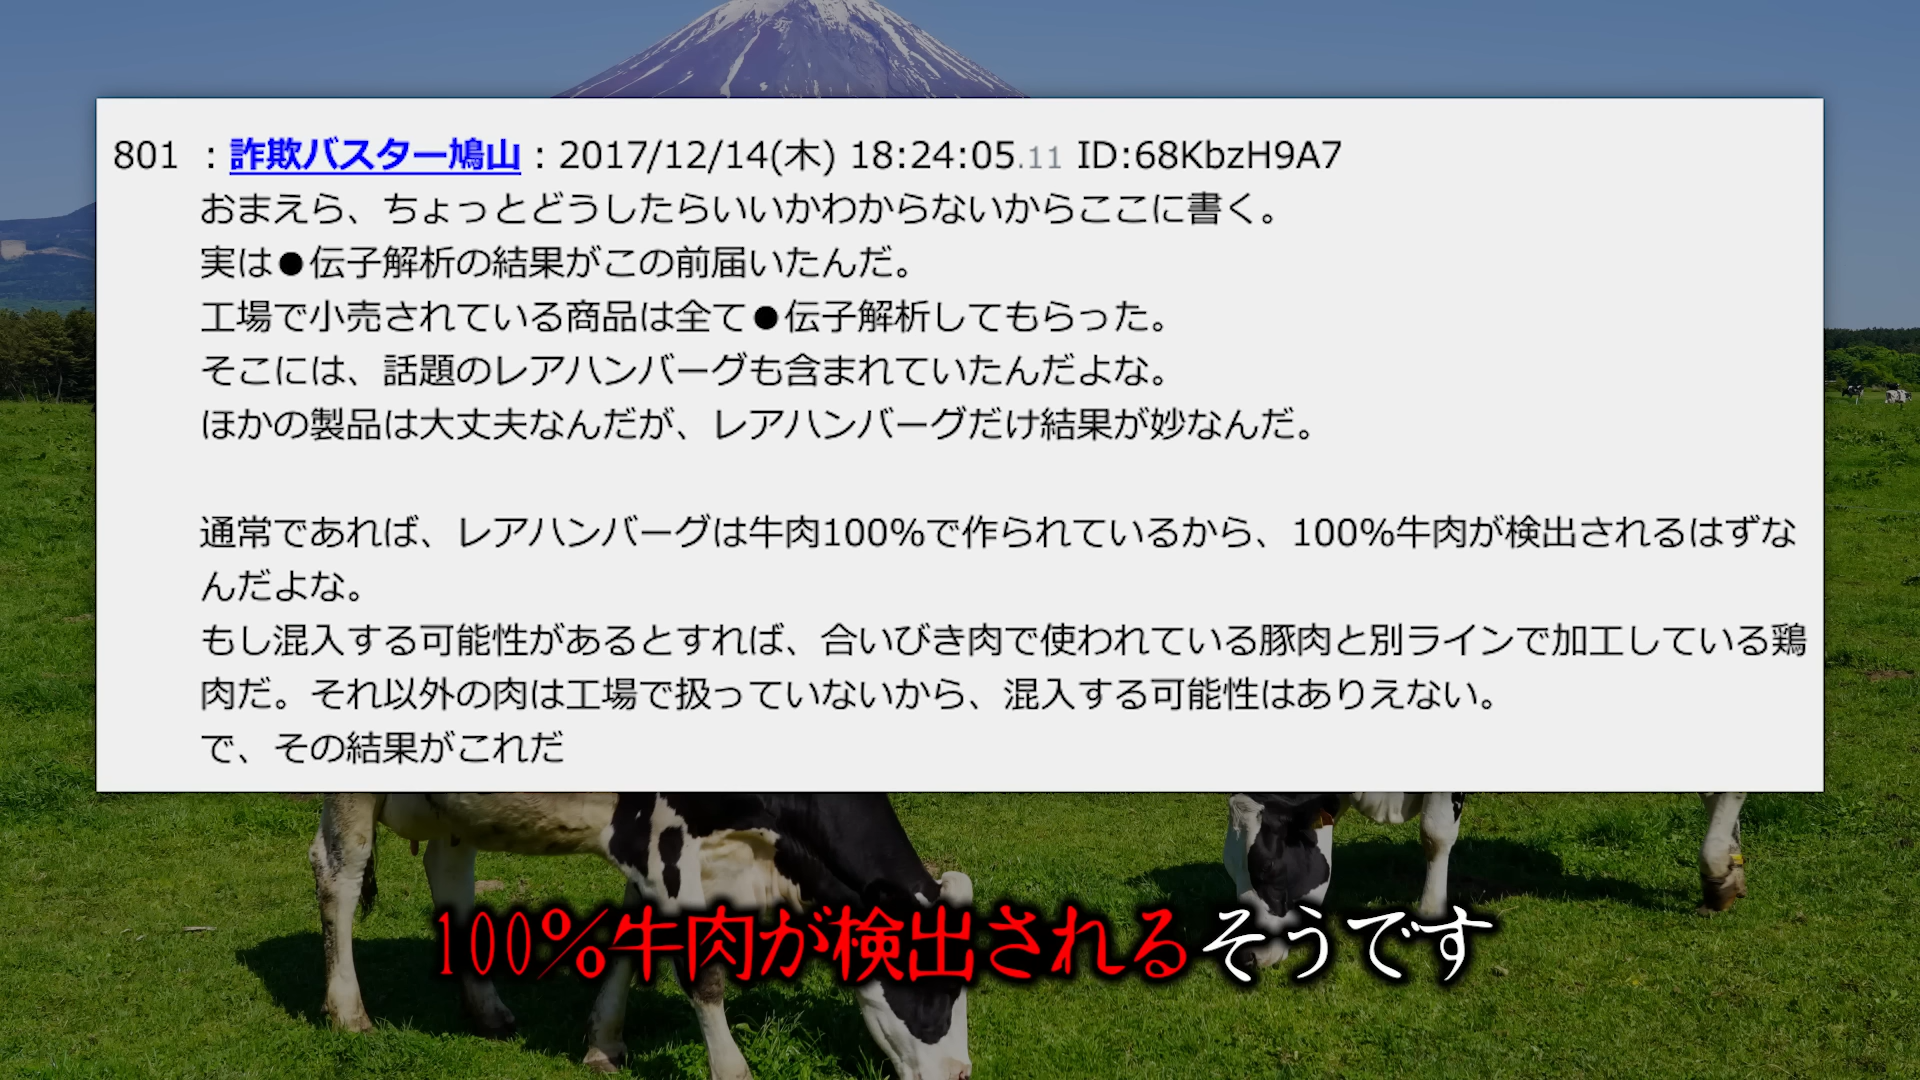 801 ：詐欺バスター鳩山：2017/12/14(木) 18:24:05.11 ID:68KbzH9A7
おまえら、ちょっとどうしたらいいかわからないからここに書く。
実は●伝子解析の結果がこの前届いたんだ。
工場で小売されている商品は全て●伝子解析してもらった。
そこには、話題のレアハンバーグも含まれていたんだよな。
ほかの製品は大丈夫なんだが、レアハンバーグだけ結果が妙なんだ。
通常であれば、レアハンバーグは牛肉100%で作られているから、100%牛肉が検出されるはずな
んだよな。
もし混入する可能性があるとすれば、合いびき肉で使われている豚肉と別ラインで加工している鶏
肉だ。それ以外の肉は工場で扱っていないから、混入する可能性はありえない。
で、その結果がこれだ
100%牛肉が検出されるそうです